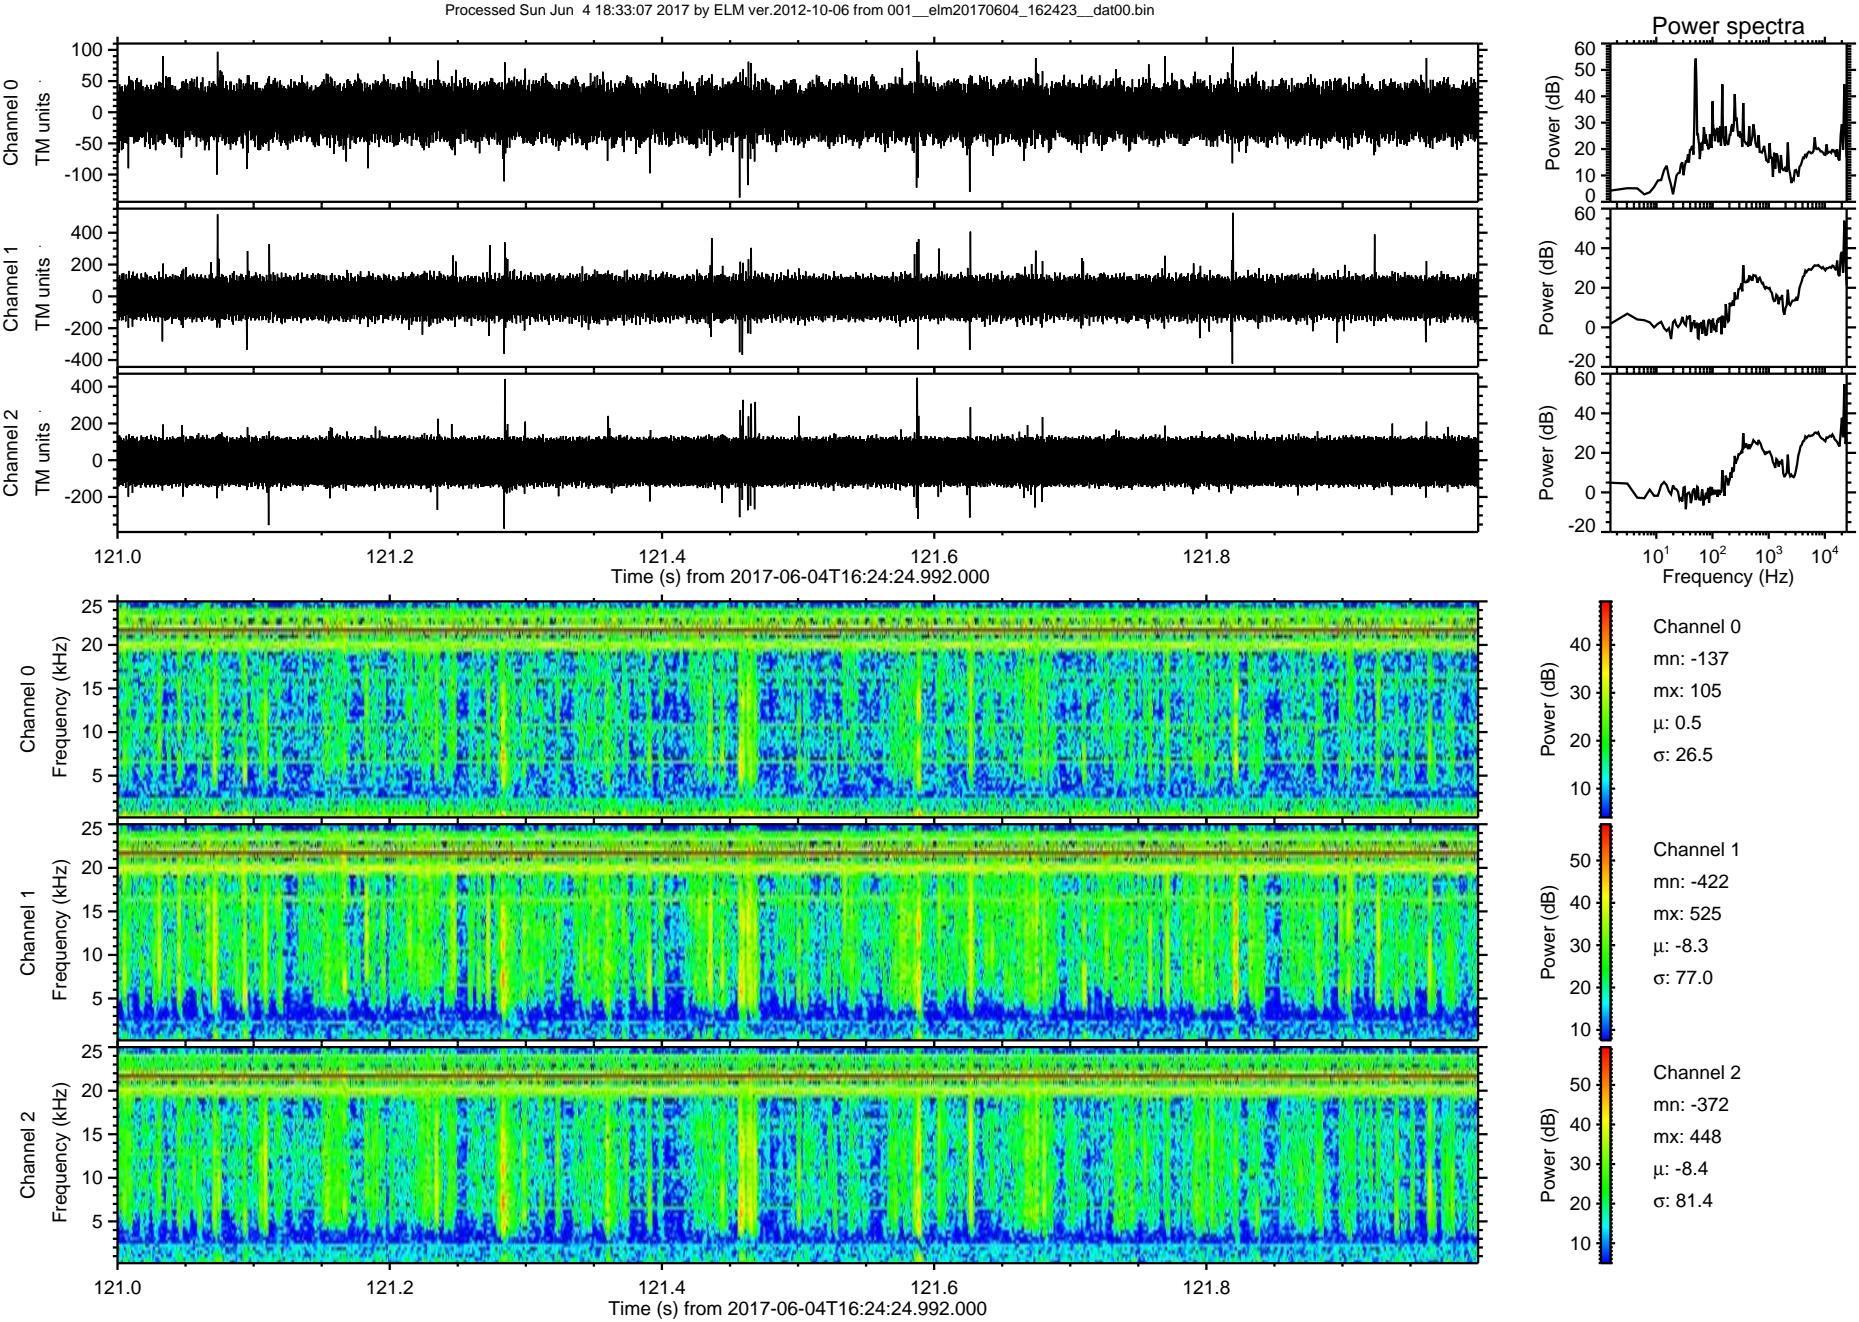 Processed Sun Jun  4 18:33:07 2017 by ELM ver.2012-10-06 from 001__elm20170604_162423__dat00.bin
Power spectra
Channel 0
TM units
100
50
0
-50
-100
Power (dB)
60
50
40
30
20
10
0
Channel 1
TM units
400
200
0
-200
-400
Power (dB)
60
40
20
0
-20
Channel 2
TM units
400
200
0
-200
Power (dB)
60
40
20
0
-20
121.0 121.2 121.4 121.6 121.8
Time (s) from 2017-06-04T16:24:24.992.000
10¹ 10² 10³ 10⁴
Frequency (Hz)
Channel 0
Frequency (kHz)
25
20
15
10
5
Power (dB)
40
30
20
10
Channel 0
mn: -137
mx: 105
μ: 0.5
σ: 26.5
Channel 1
Frequency (kHz)
25
20
15
10
5
Power (dB)
50
40
30
20
10
Channel 1
mn: -422
mx: 525
μ: -8.3
σ: 77.0
Channel 2
Frequency (kHz)
25
20
15
10
5
Power (dB)
50
40
30
20
10
Channel 2
mn: -372
mx: 448
μ: -8.4
σ: 81.4
121.0 121.2 121.4 121.6 121.8
Time (s) from 2017-06-04T16:24:24.992.000